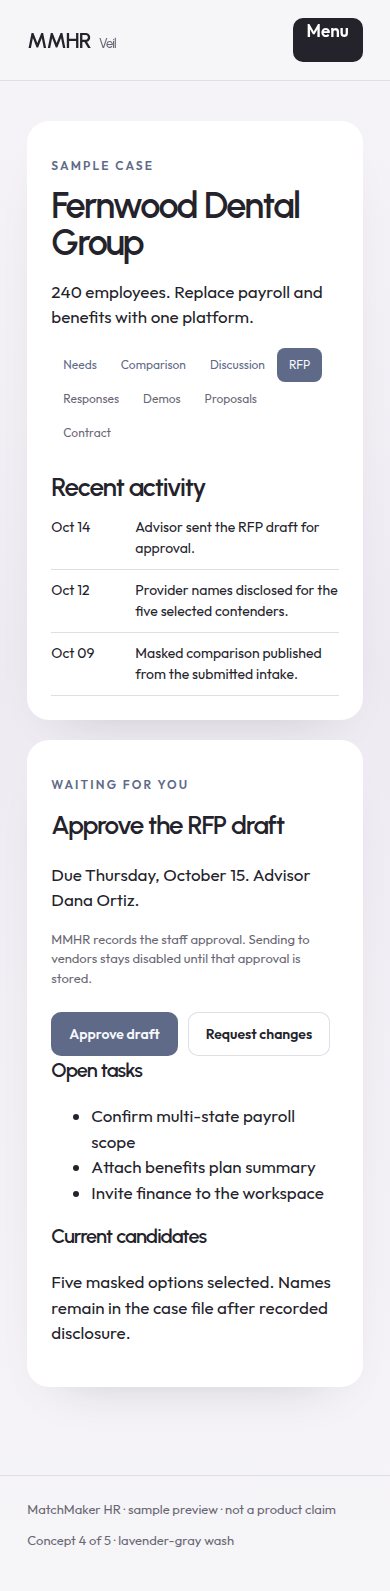 MMHR Veil
Menu
SAMPLE CASE
Fernwood Dental
Group
240 employees. Replace payroll and
benefits with one platform.
Needs Comparison Discussion RFP
Responses Demos Proposals
Contract
Recent activity
Oct 14 Advisor sent the RFP draft for
approval.
Oct 12 Provider names disclosed for the
five selected contenders.
Oct 09 Masked comparison published
from the submitted intake.
WAITING FOR YOU
Approve the RFP draft
Due Thursday, October 15. Advisor
Dana Ortiz.
MMHR records the staff approval. Sending to
vendors stays disabled until that approval is
stored.
Approve draft Request changes
Open tasks
• Confirm multi-state payroll
scope
• Attach benefits plan summary
• Invite finance to the workspace
Current candidates
Five masked options selected. Names
remain in the case file after recorded
disclosure.
MatchMaker HR · sample preview · not a product claim
Concept 4 of 5 · lavender-gray wash